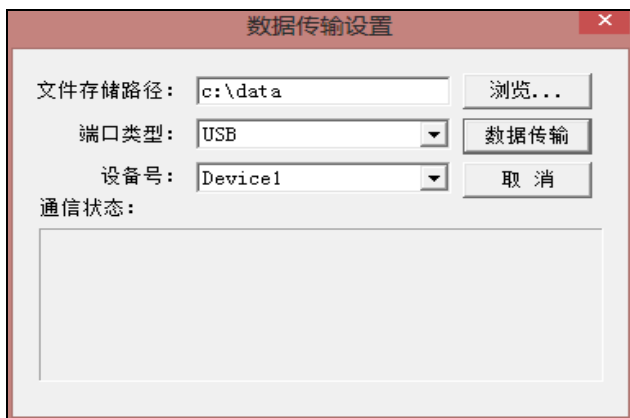 数据传输设置
文件存储路径: c:\data 浏览...
端口类型: USB 数据传输
设备号: Device1 取 消
通信状态: